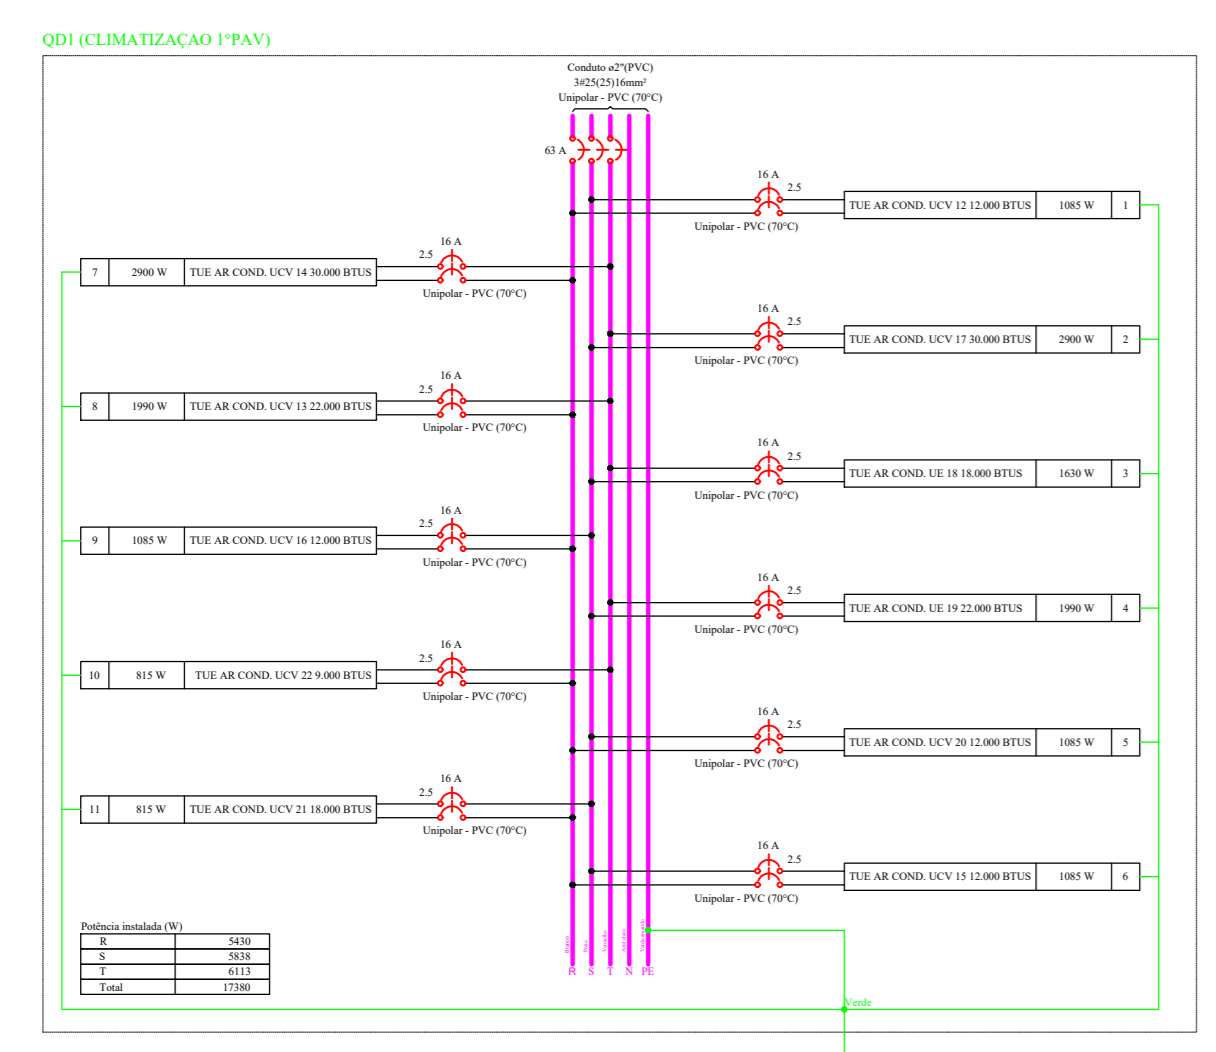 QD1 (CLIMATIZAÇAO 1°PAV)
Conduto ø2"(PVC)
3#25(25)16mm²
Unipolar - PVC (70°C)
63 A
16 A
2.5
TUE AR COND. UCV 12 12.000 BTUS 1085 W 1
Unipolar - PVC (70°C)
16 A
2.5
7 2900 W TUE AR COND. UCV 14 30.000 BTUS
Unipolar - PVC (70°C)
16 A
2.5
TUE AR COND. UCV 17 30.000 BTUS 2900 W 2
Unipolar - PVC (70°C)
16 A
2.5
8 1990 W TUE AR COND. UCV 13 22.000 BTUS
Unipolar - PVC (70°C)
16 A
2.5
TUE AR COND. UE 18 18.000 BTUS 1630 W 3
Unipolar - PVC (70°C)
16 A
2.5
9 1085 W TUE AR COND. UCV 16 12.000 BTUS
Unipolar - PVC (70°C)
16 A
2.5
TUE AR COND. UE 19 22.000 BTUS 1990 W 4
Unipolar - PVC (70°C)
16 A
2.5
10 815 W TUE AR COND. UCV 22 9.000 BTUS
Unipolar - PVC (70°C)
16 A
2.5
TUE AR COND. UCV 20 12.000 BTUS 1085 W 5
Unipolar - PVC (70°C)
16 A
2.5
11 815 W TUE AR COND. UCV 21 18.000 BTUS
Unipolar - PVC (70°C)
16 A
2.5
TUE AR COND. UCV 15 12.000 BTUS 1085 W 6
Unipolar - PVC (70°C)
Potência instalada (W)
R 5430
S 5838
T 6113
Total 17380
Branco
Preto
Vermelho
Azul claro
R S T N PE
Verde